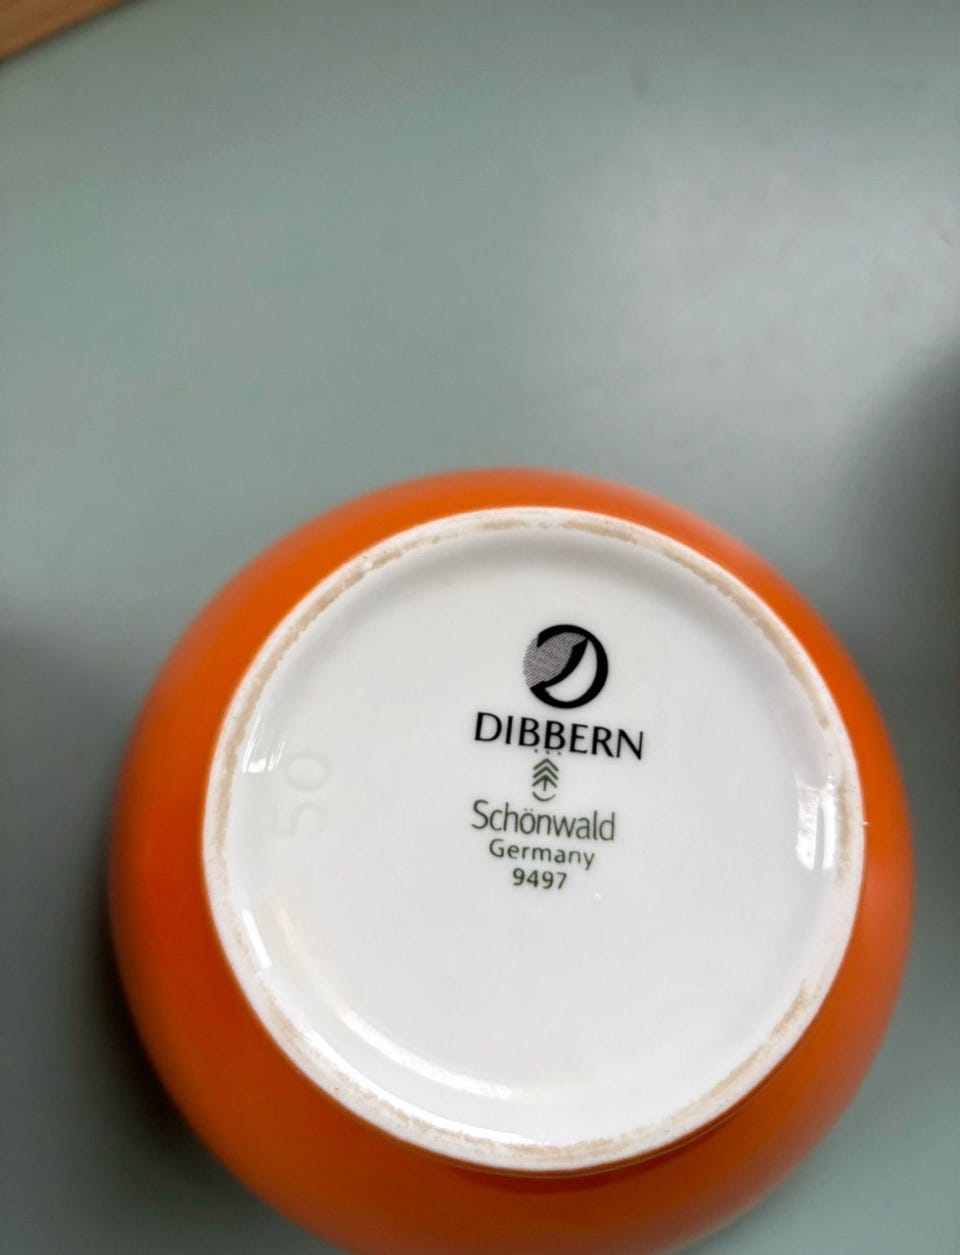 DIBBERN
Schönwald
Germany
9497
50